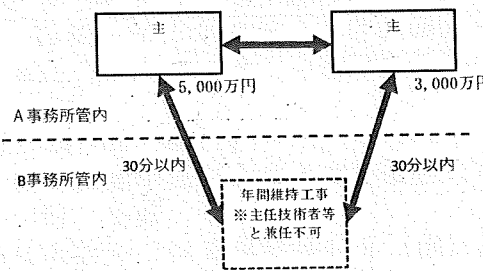 主
主
5,000万円
3,000万円
A事務所管内
B事務所管内
30分以内
30分以内
年間維持工事
※主任技術者等
と兼任不可